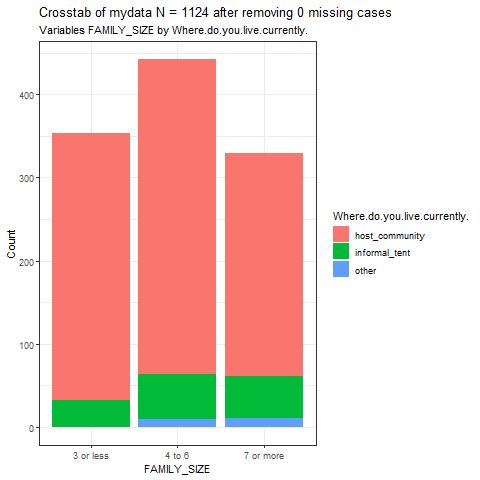 Crosstab of mydata N = 1124 after removing 0 missing cases
Variables FAMILY_SIZE by Where.do.you.live.currently.
Count
400
300
200
100
0
3 or less
4 to 6
7 or more
FAMILY_SIZE
Where.do.you.live.currently.
host_community
informal_tent
other